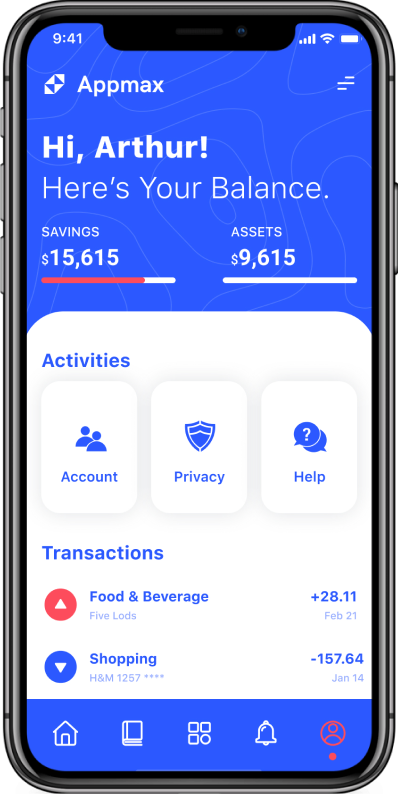 9:41
Appmax
Hi, Arthur!
Here's Your Balance.
SAVINGS ASSETS
$15,615 $9,615
Activities
Account Privacy Help
?
Transactions
Food & Beverage +28.11
Five Lods Feb 21
Shopping -157.64
H&M 1257 **** Jan 14